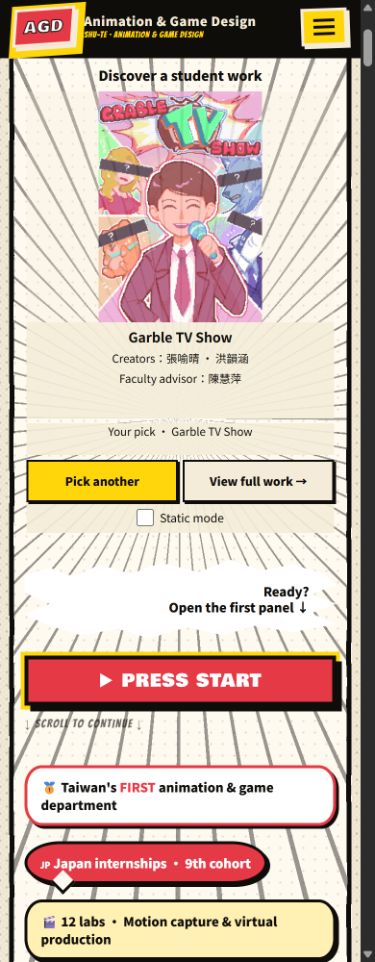 AGD
Animation & Game Design
SHU-TE · ANIMATION & GAME DESIGN
Discover a student work
GARBLE
TV
SHOW
?
?
?
Garble TV Show
Creators：張喻晴 · 洪韻涵
Faculty advisor：陳慧萍
Your pick · Garble TV Show
Pick another
View full work →
Static mode
Ready?
Open the first panel ↓
▶ PRESS START
↓ SCROLL TO CONTINUE ↓
🥇 Taiwan's FIRST animation & game
department
JP Japan internships · 9th cohort
🎬 12 labs · Motion capture & virtual
production